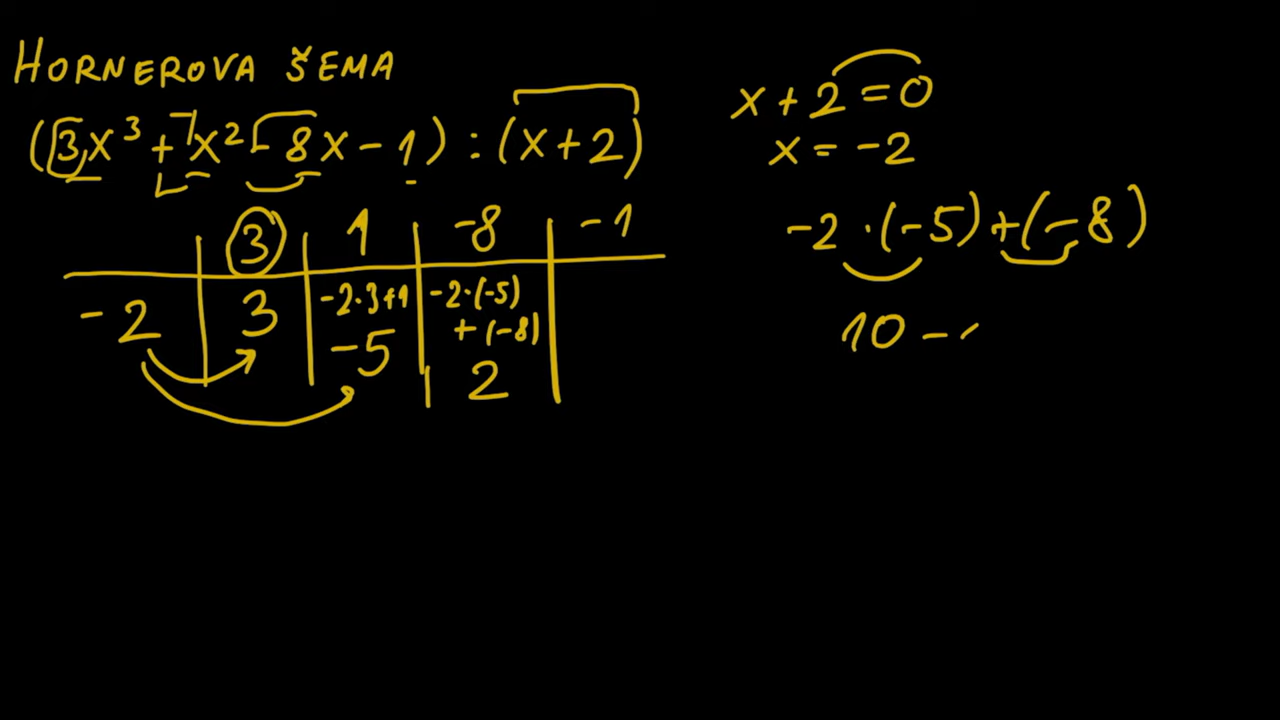 HORNEROVA ŠEMA
(3x³ + x² - 8x - 1) : (x + 2)
3 1 -8 -1
-2 3 -2·3+1 -2·(-5)
+(-8)
-5
2
x + 2 = 0
x = -2
-2 · (-5) + (-8)
10 -